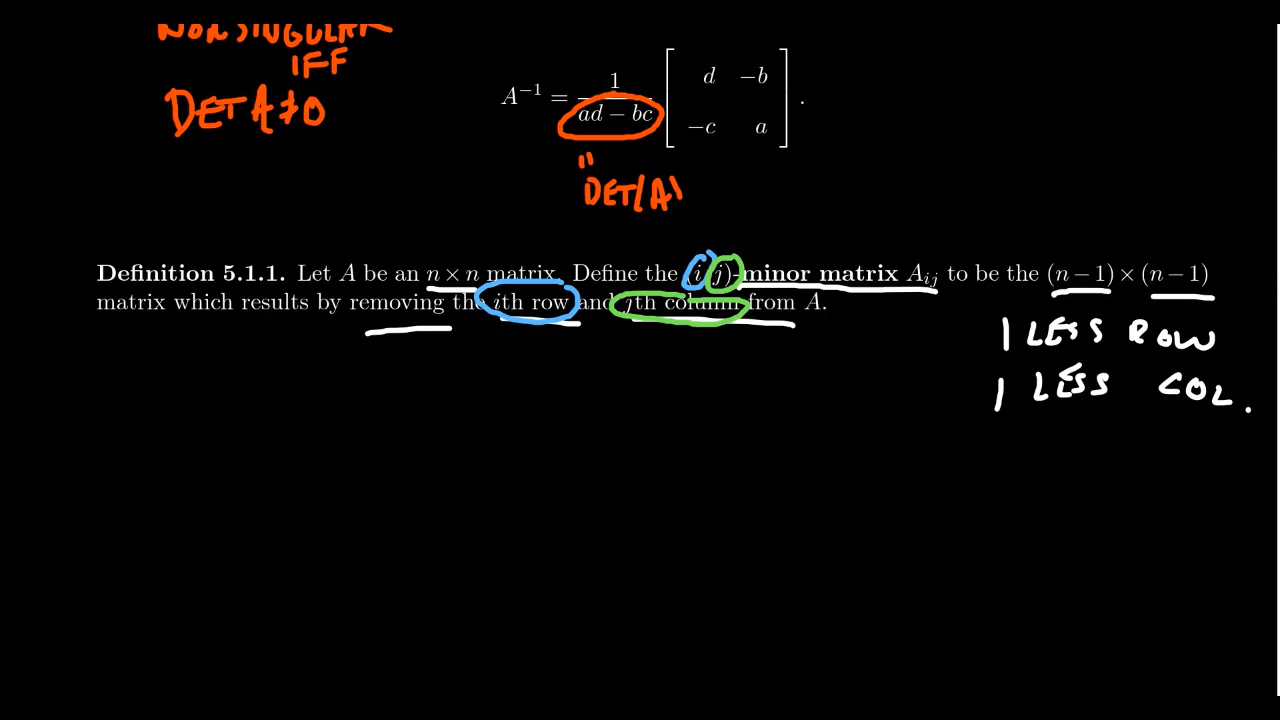 NONSINGULAR
IFF
DET A ≠ 0
A⁻¹ = 1/(ad − bc) [ d −b
−c a ] .
"
DET(A)
Definition 5.1.1. Let A be an n × n matrix. Define the (i, j)-minor matrix Aᵢⱼ to be the (n − 1) × (n − 1)
matrix which results by removing the ith row and jth column from A.
1 LESS ROW
1 LESS COL.